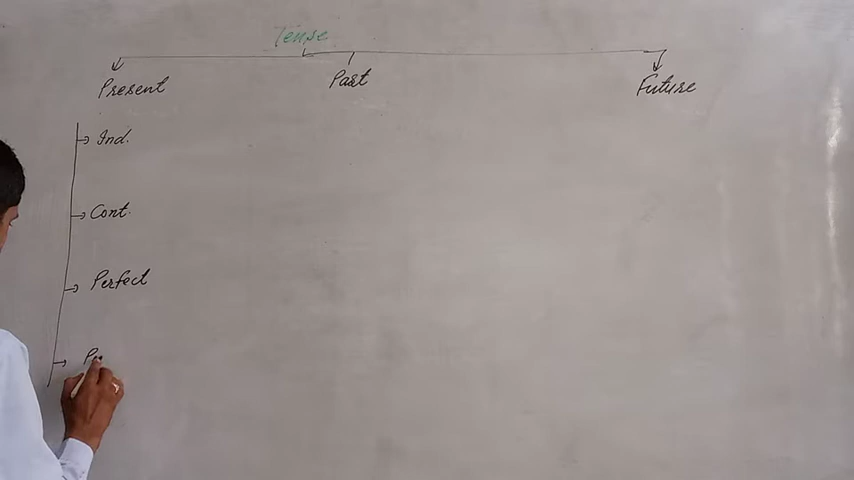 Tense
Present Past Future
Ind.
Cont.
Perfect
Pe